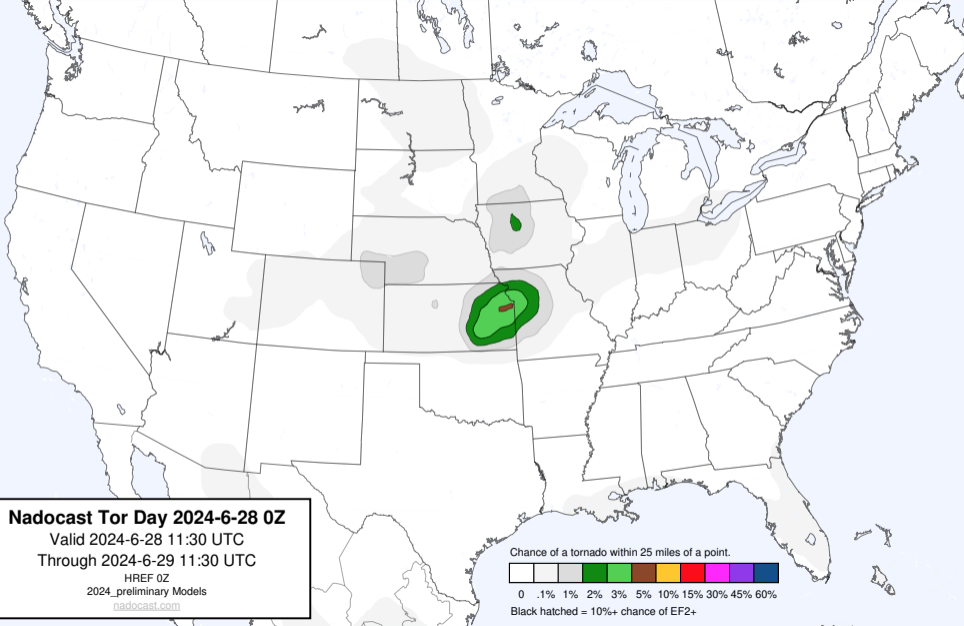 Nadocast Tor Day 2024-6-28 0Z
Valid 2024-6-28 11:30 UTC
Through 2024-6-29 11:30 UTC
HREF 0Z
2024_preliminary Models
nadocast.com
Chance of a tornado within 25 miles of a point.
0 .1% 1% 2% 3% 5% 10% 15% 30% 45% 60%
Black hatched = 10%+ chance of EF2+